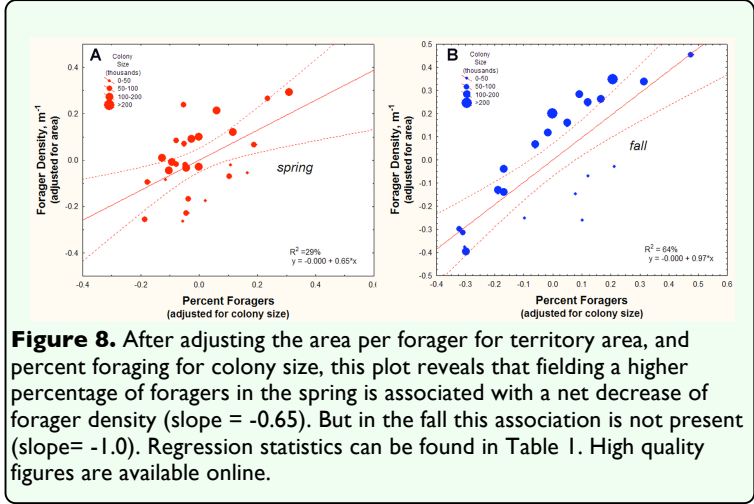 A
Colony
Size
(thousands)
0-50
50-100
100-200
>200
Forager Density, m-1
(adjusted for area)
0.4
0.2
0.0
-0.2
-0.4
spring
R2 =29%
y = -0.000 + 0.65*x
-0.4 -0.2 0.0 0.2 0.4 0.6
Percent Foragers
(adjusted for colony size)
B
Colony
Size
(thousands)
0-50
50-100
100-200
>200
Forager Density, m-1
(adjusted for area)
0.5
0.4
0.3
0.2
0.1
0.0
-0.1
-0.2
-0.3
-0.4
-0.5
fall
R2 =64%
y = -0.000 + 0.97*x
-0.4 -0.3 -0.2 -0.1 0.0 0.1 0.2 0.3 0.4 0.5 0.6
Percent Foragers
(adjusted for colony size)
Figure 8. After adjusting the area per forager for territory area, and
percent foraging for colony size, this plot reveals that fielding a higher
percentage of foragers in the spring is associated with a net decrease of
forager density (slope = -0.65). But in the fall this association is not present
(slope= -1.0). Regression statistics can be found in Table 1. High quality
figures are available online.